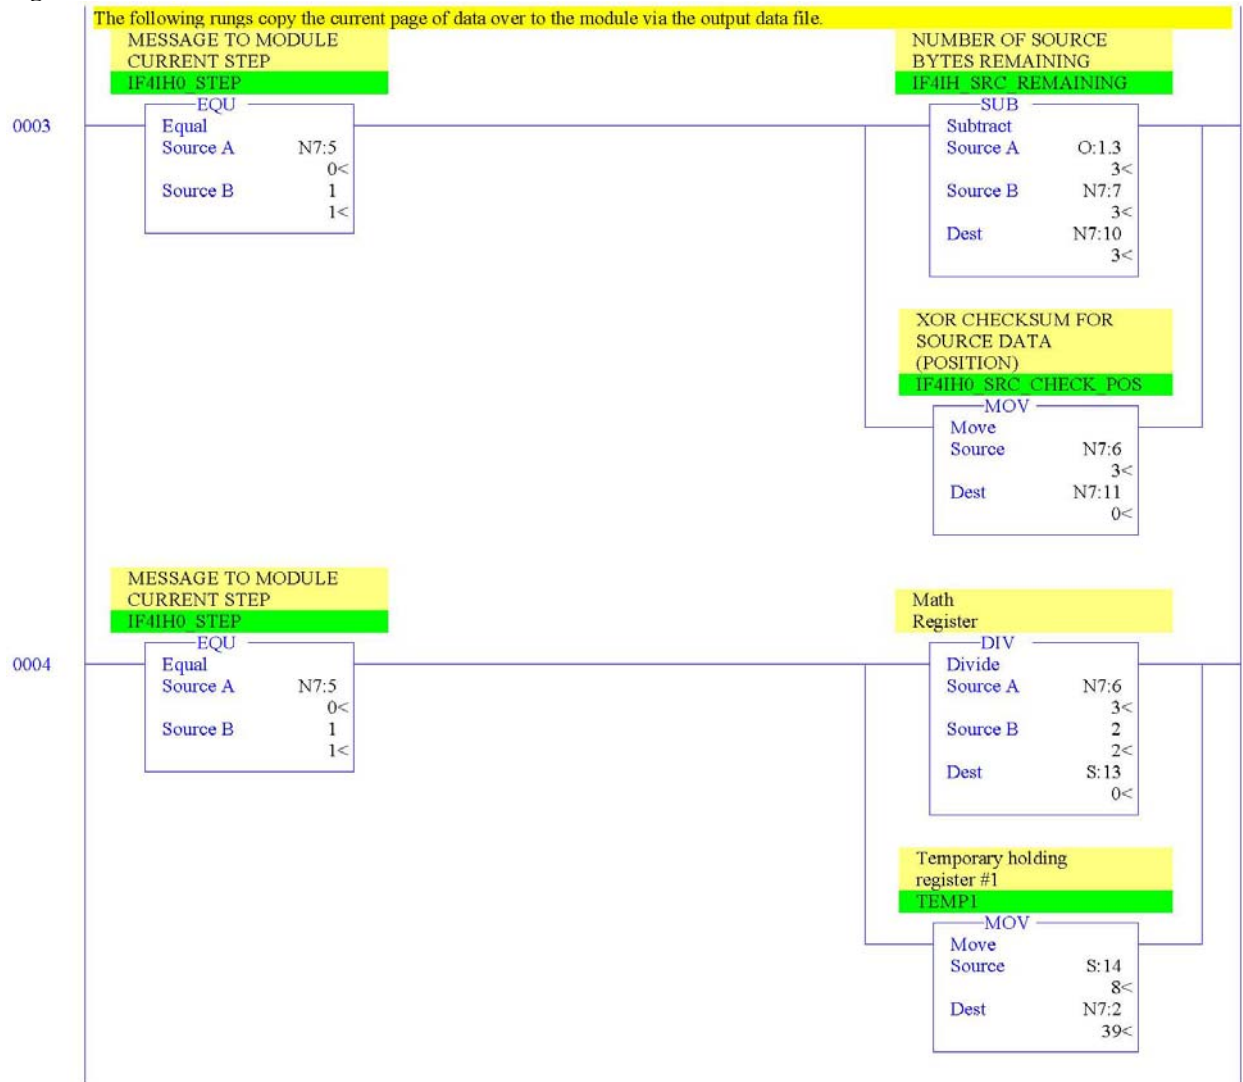 The following rungs copy the current page of data over to the module via the output data file.
MESSAGE TO MODULE
CURRENT STEP
IF4IH0_STEP
EQU
0003
Equal
Source A N7:5
0<
Source B 1
1<
NUMBER OF SOURCE
BYTES REMAINING
IF4IH_SRC_REMAINING
SUB
Subtract
Source A O:1.3
3<
Source B N7:7
3<
Dest N7:10
3<
XOR CHECKSUM FOR
SOURCE DATA
(POSITION)
IF4IH0_SRC_CHECK_POS
MOV
Move
Source N7:6
3<
Dest N7:11
0<
MESSAGE TO MODULE
CURRENT STEP
IF4IH0_STEP
EQU
0004
Equal
Source A N7:5
0<
Source B 1
1<
Math
Register
DIV
Divide
Source A N7:6
3<
Source B 2
2<
Dest S:13
0<
Temporary holding
register #1
TEMP1
MOV
Move
Source S:14
8<
Dest N7:2
39<